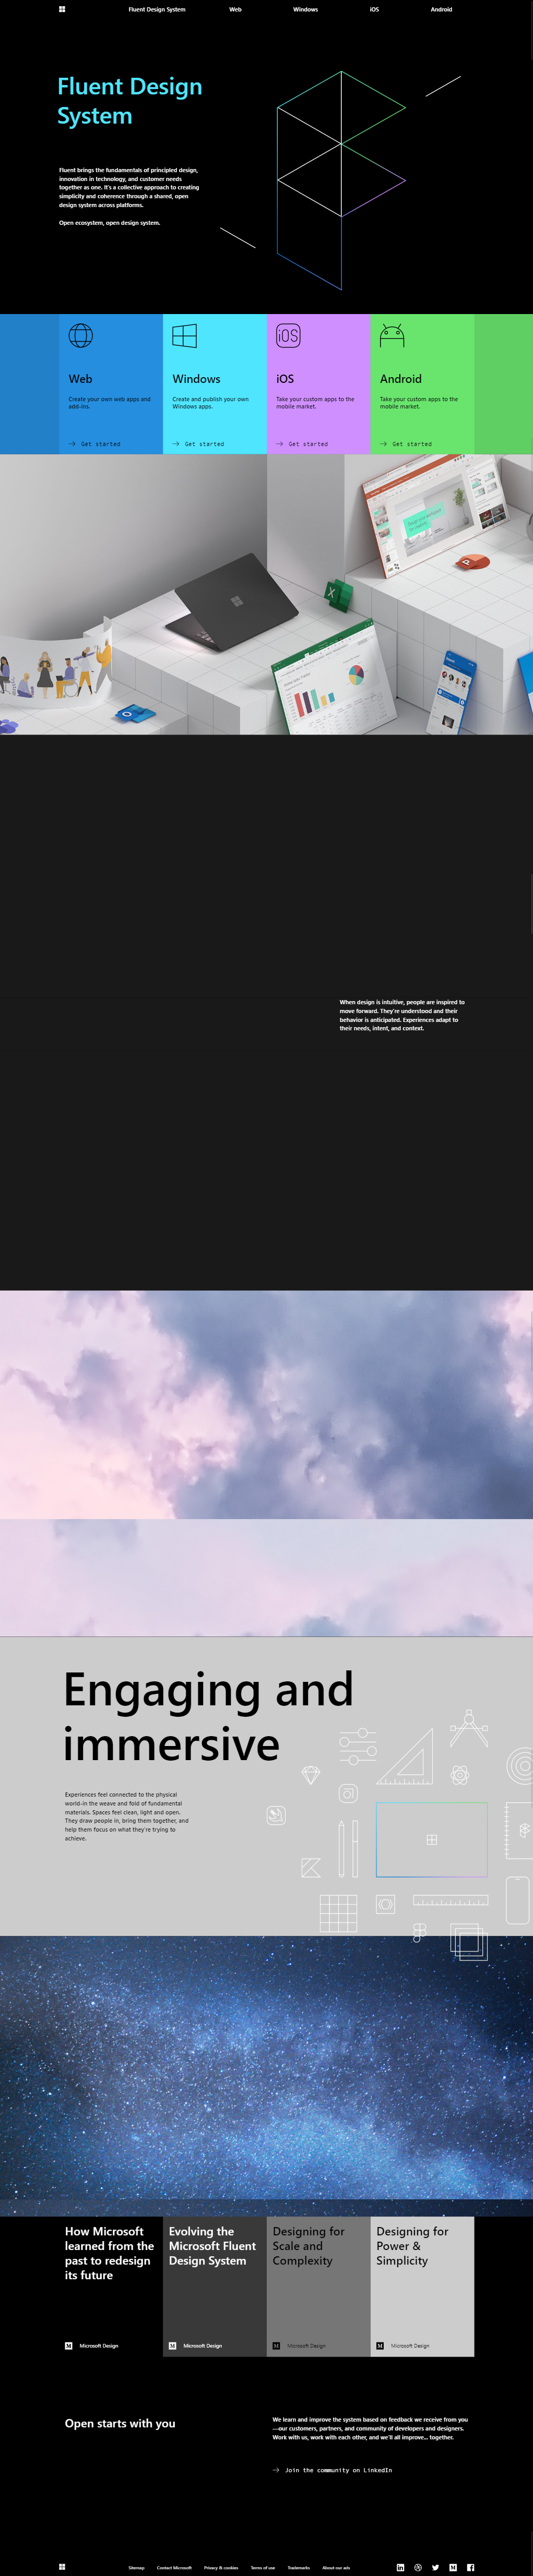 Fluent Design System
Web
Windows
iOS
Android
Fluent Design
System
Fluent brings the fundamentals of principled design,
innovation in technology, and customer needs
together as one. It's a collective approach to creating
simplicity and coherence through a shared, open
design system across platforms.
Open ecosystem, open design system.
iOS
Web
Windows
iOS
Android
Create your own web apps and
add-ins.
Create and publish your own
Windows apps.
Take your custom apps to the
mobile market.
Take your custom apps to the
mobile market.
Get started
Get started
Get started
Get started
When design is intuitive, people are inspired to
move forward. They're understood and their
behavior is anticipated. Experiences adapt to
their needs, intent, and context.
Engaging and
immersive
Experiences feel connected to the physical
world-in the weave and fold of fundamental
materials. Spaces feel clean, light and open.
They draw people in, bring them together, and
help them focus on what they're trying to
achieve.
How Microsoft
learned from the
past to redesign
its future
Microsoft Design
Evolving the
Microsoft Fluent
Design System
Microsoft Design
Designing for
Scale and
Complexity
Microsoft Design
Designing for
Power &
Simplicity
Microsoft Design
Open starts with you
We learn and improve the system based on feedback we receive from you
—our customers, partners, and community of developers and designers.
Work with us, work with each other, and we'll all improve... together.
Join the community on LinkedIn
Sitemap
Contact Microsoft
Privacy & cookies
Terms of use
Trademarks
About our ads